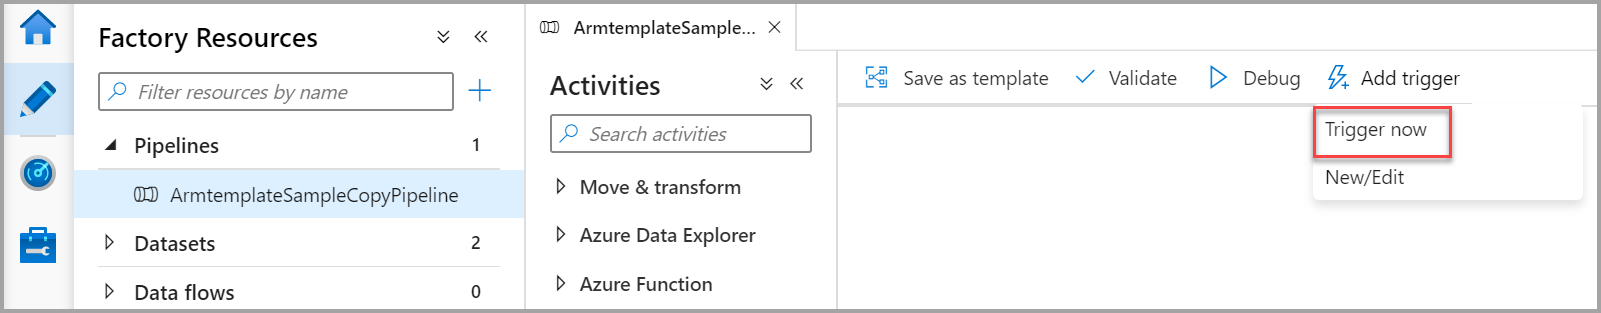 Factory Resources
Filter resources by name
Pipelines 1
ArmtemplateSampleCopyPipeline
Datasets 2
Data flows 0
ArmtemplateSample...
Activities
Search activities
Move & transform
Azure Data Explorer
Azure Function
Save as template Validate Debug Add trigger
Trigger now
New/Edit